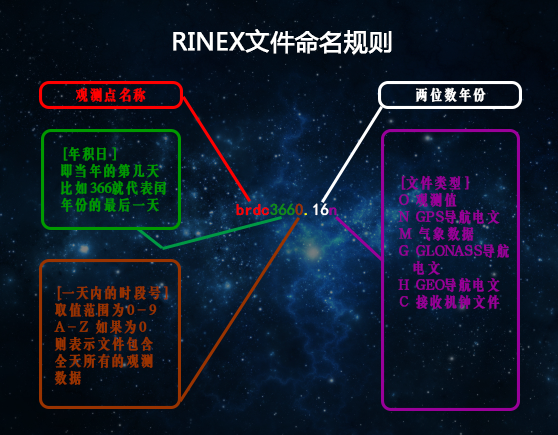 RINEX文件命名规则
观测点名称
两位数年份
[年积日]
即当年的第几天
比如366就代表闰
年份的最后一天
brdc3660.16n
[文件类型]
O 观测值
N GPS导航电文
M 气象数据
G GLONASS导航
电文
H GEO导航电文
C 接收机钟文件
[一天内的时段号]
取值范围为0-9
A-Z 如果为0
则表示文件包含
全天所有的观测
数据